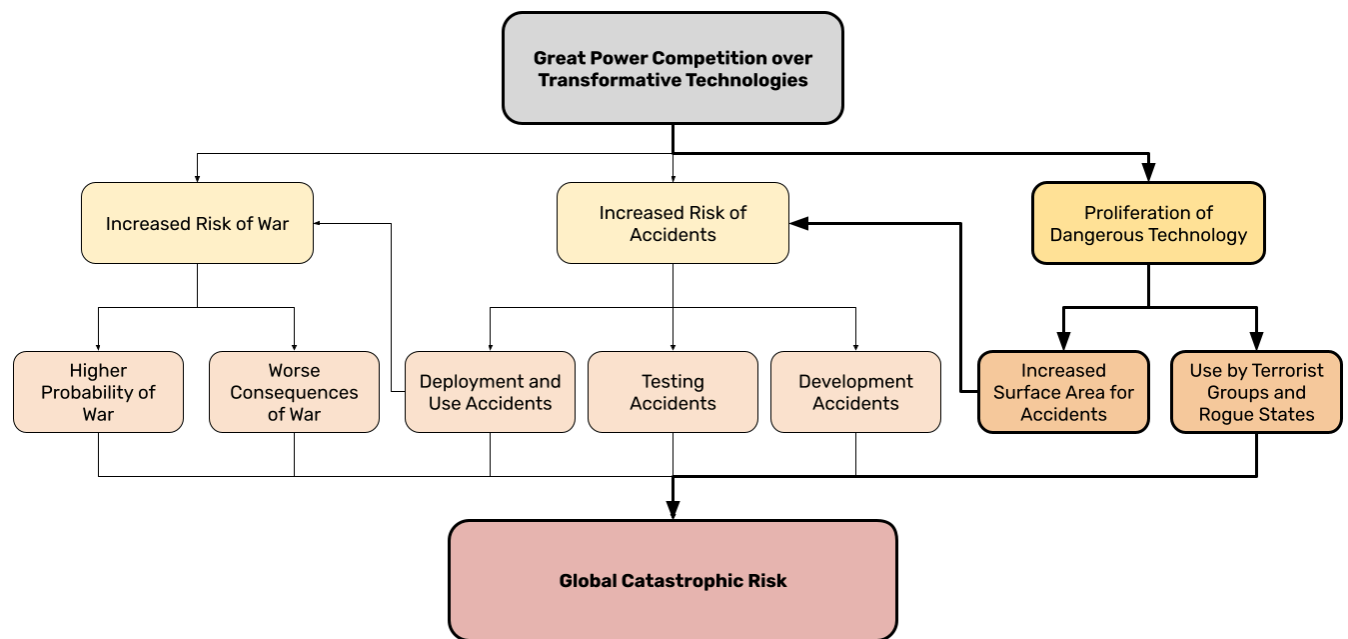 Great Power Competition over
Transformative Technologies
Increased Risk of War
Increased Risk of
Accidents
Proliferation of
Dangerous Technology
Higher
Probability of
War
Worse
Consequences
of War
Deployment and
Use Accidents
Testing
Accidents
Development
Accidents
Increased
Surface Area for
Accidents
Use by Terrorist
Groups and
Rogue States
Global Catastrophic Risk